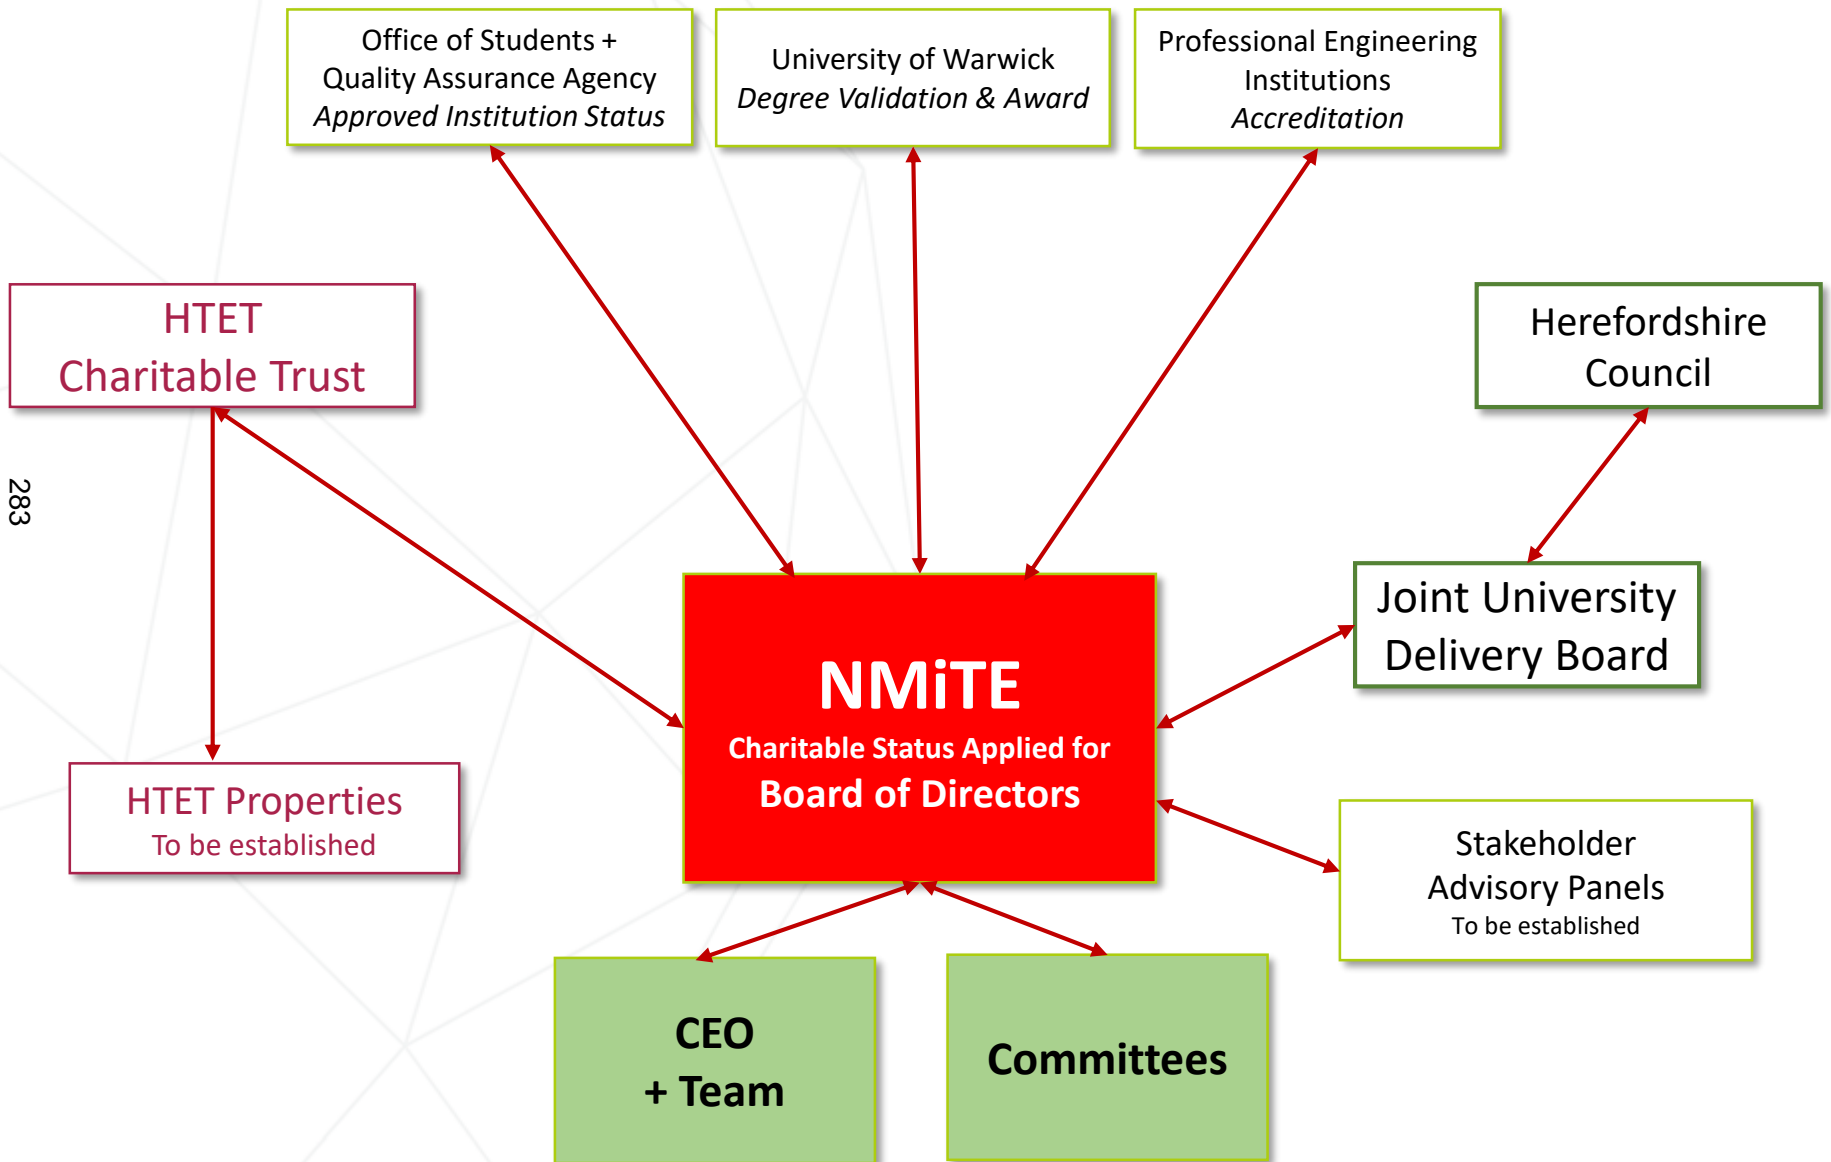 Office of Students +
Quality Assurance Agency
Approved Institution Status
University of Warwick
Degree Validation & Award
Professional Engineering
Institutions
Accreditation
HTET
Charitable Trust
Herefordshire
Council
283
Joint University
Delivery Board
NMiTE
Charitable Status Applied for
Board of Directors
HTET Properties
To be established
Stakeholder
Advisory Panels
To be established
CEO
+ Team
Committees